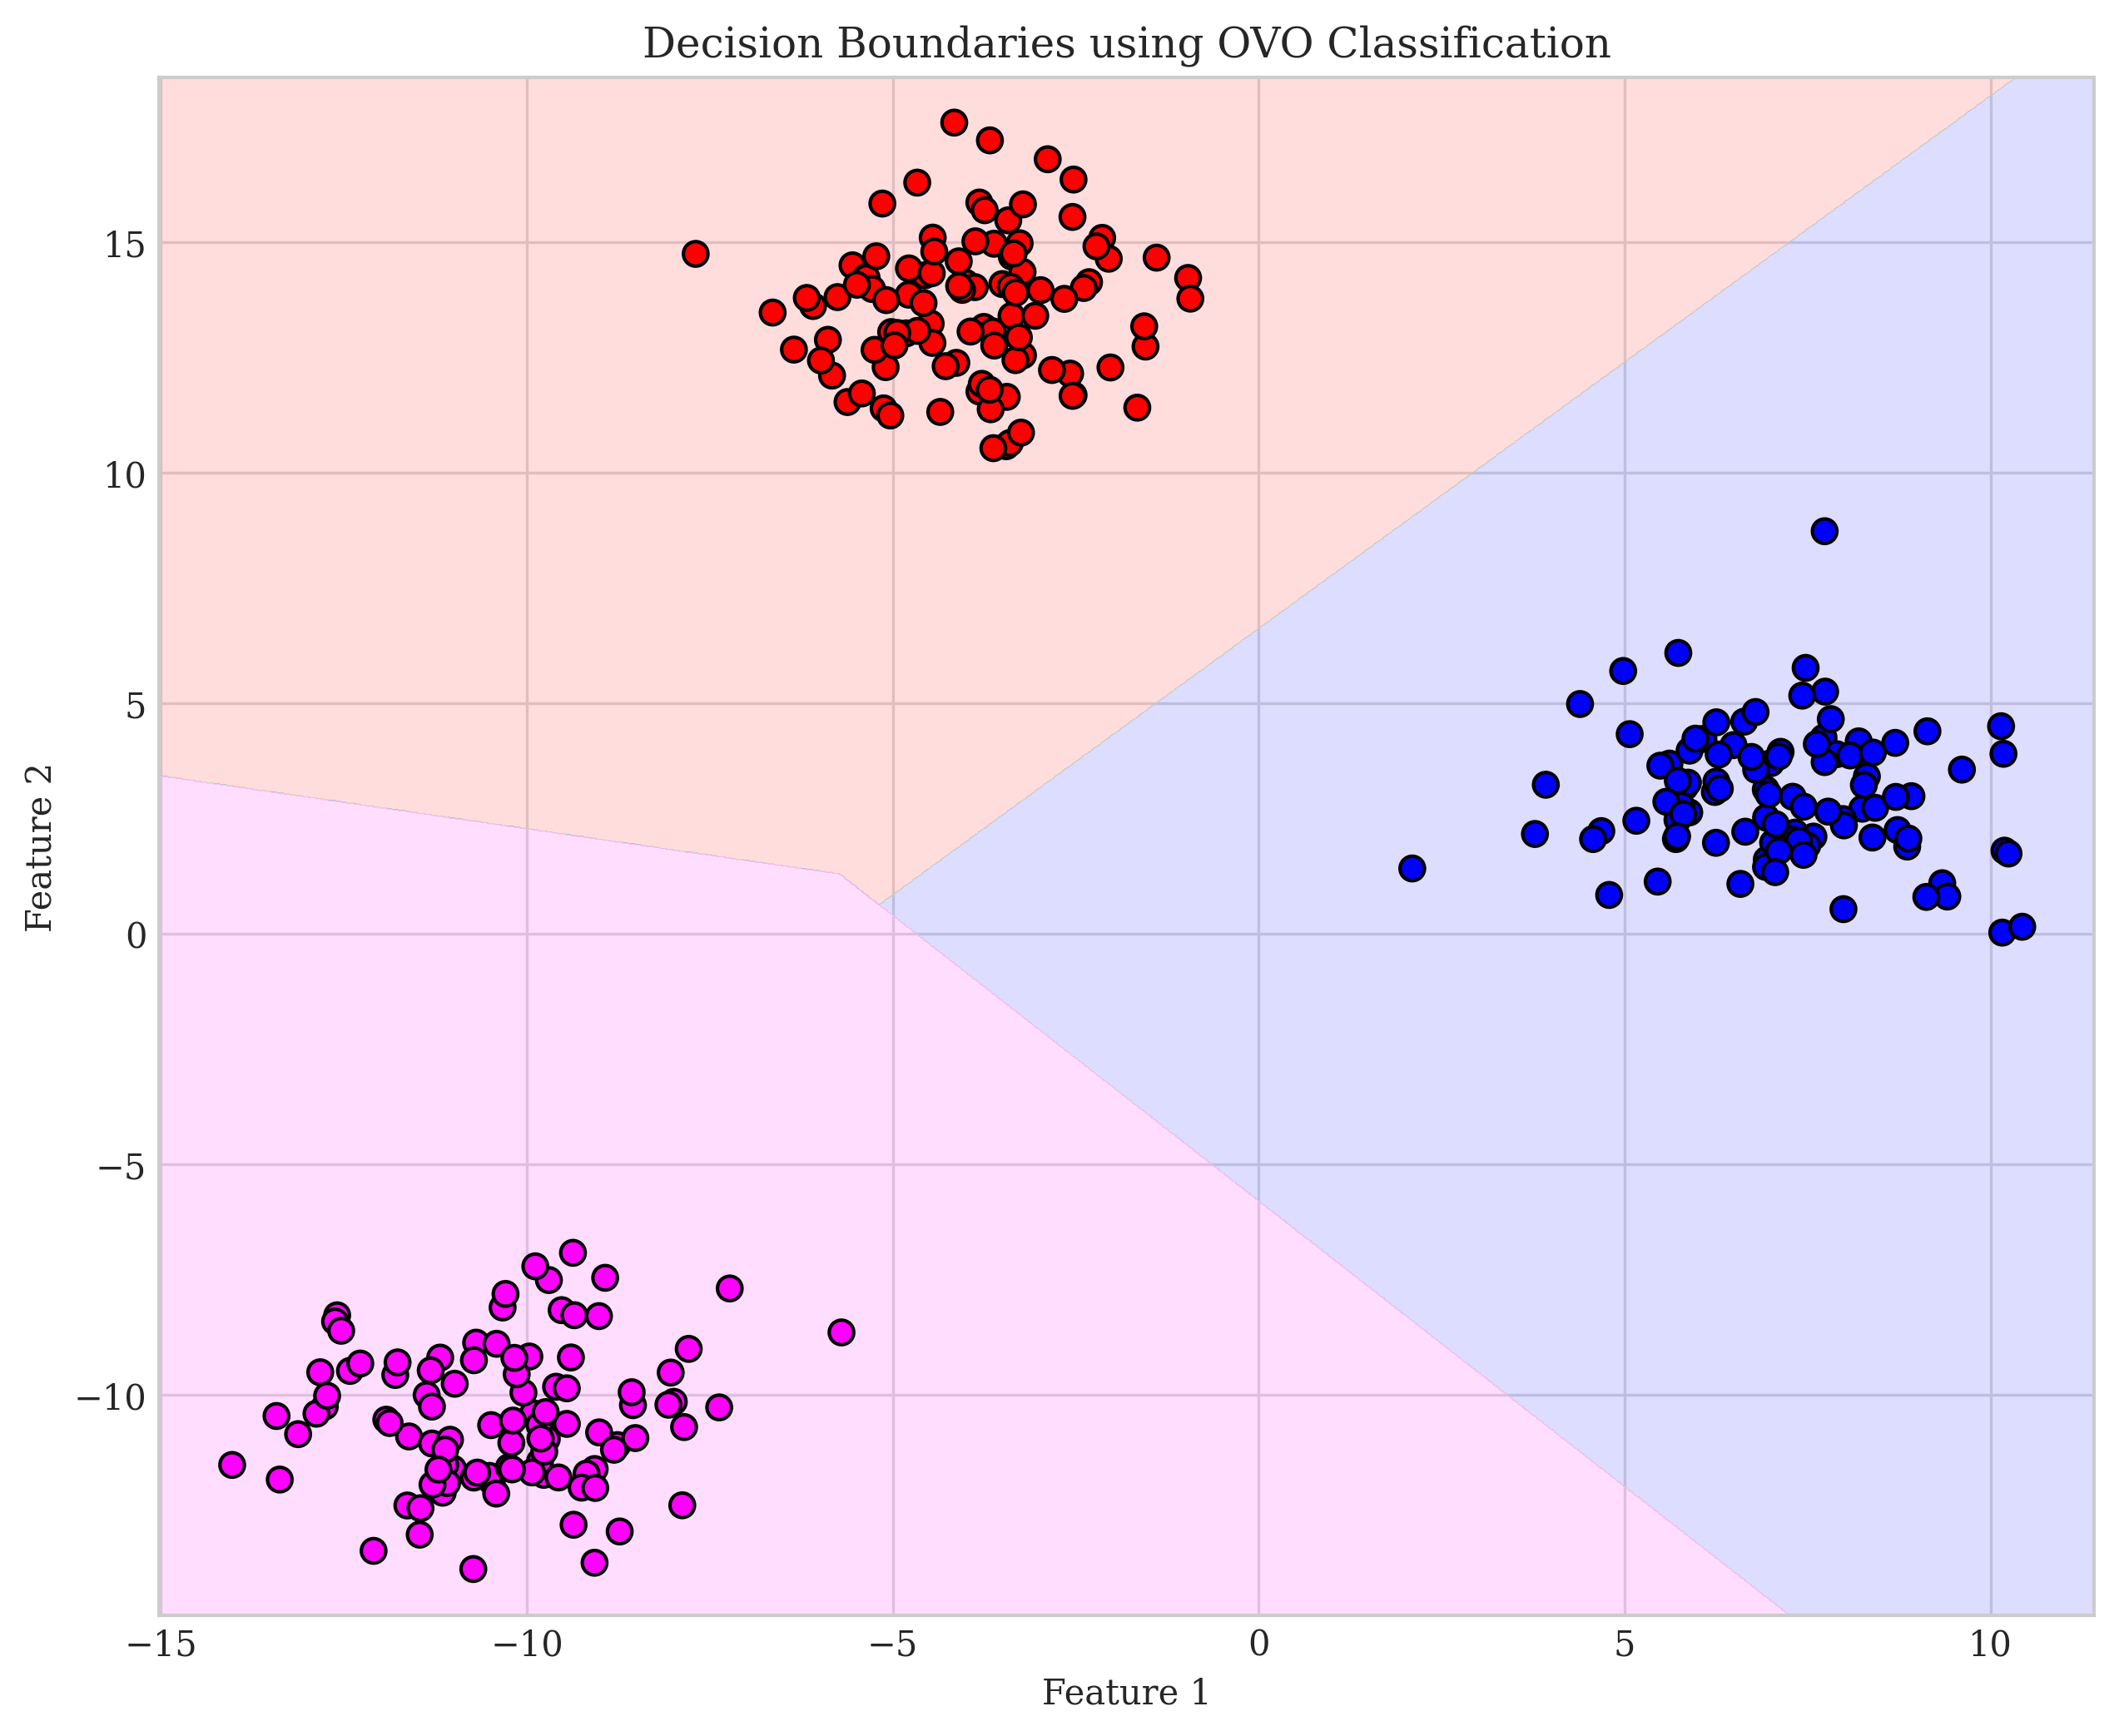 Decision Boundaries using OVO Classification
15
10
5
0
−5
−10
Feature 2
−15 −10 −5 0 5 10
Feature 1